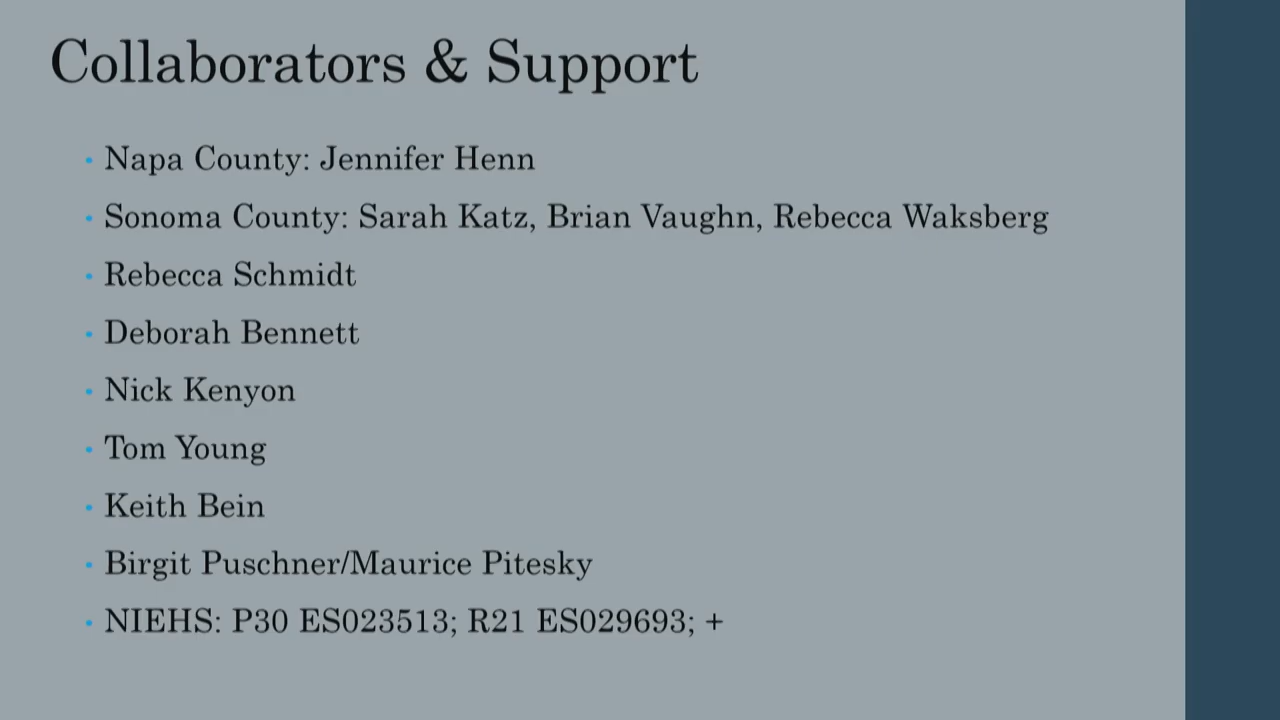 Collaborators & Support
• Napa County: Jennifer Henn
• Sonoma County: Sarah Katz, Brian Vaughn, Rebecca Waksberg
• Rebecca Schmidt
• Deborah Bennett
• Nick Kenyon
• Tom Young
• Keith Bein
• Birgit Puschner/Maurice Pitesky
• NIEHS: P30 ES023513; R21 ES029693; +